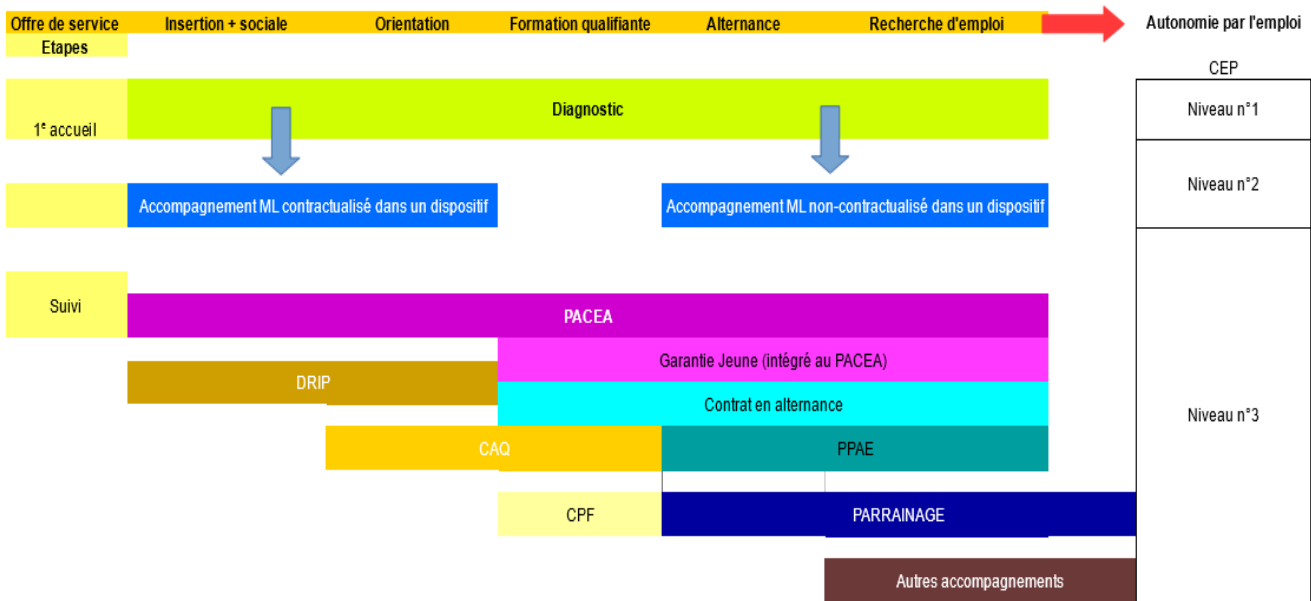 Offre de service Insertion + sociale Orientation Formation qualifiante Alternance Recherche d'emploi Autonomie par l'emploi
Etapes
CEP
1e accueil Diagnostic Niveau n°1
Accompagnement ML contractualisé dans un dispositif Accompagnement ML non-contractualisé dans un dispositif Niveau n°2
Suivi PACEA
Garantie Jeune (intégré au PACEA)
DRIP
Contrat en alternance Niveau n°3
CAQ PPAE
CPF PARRAINAGE
Autres accompagnements